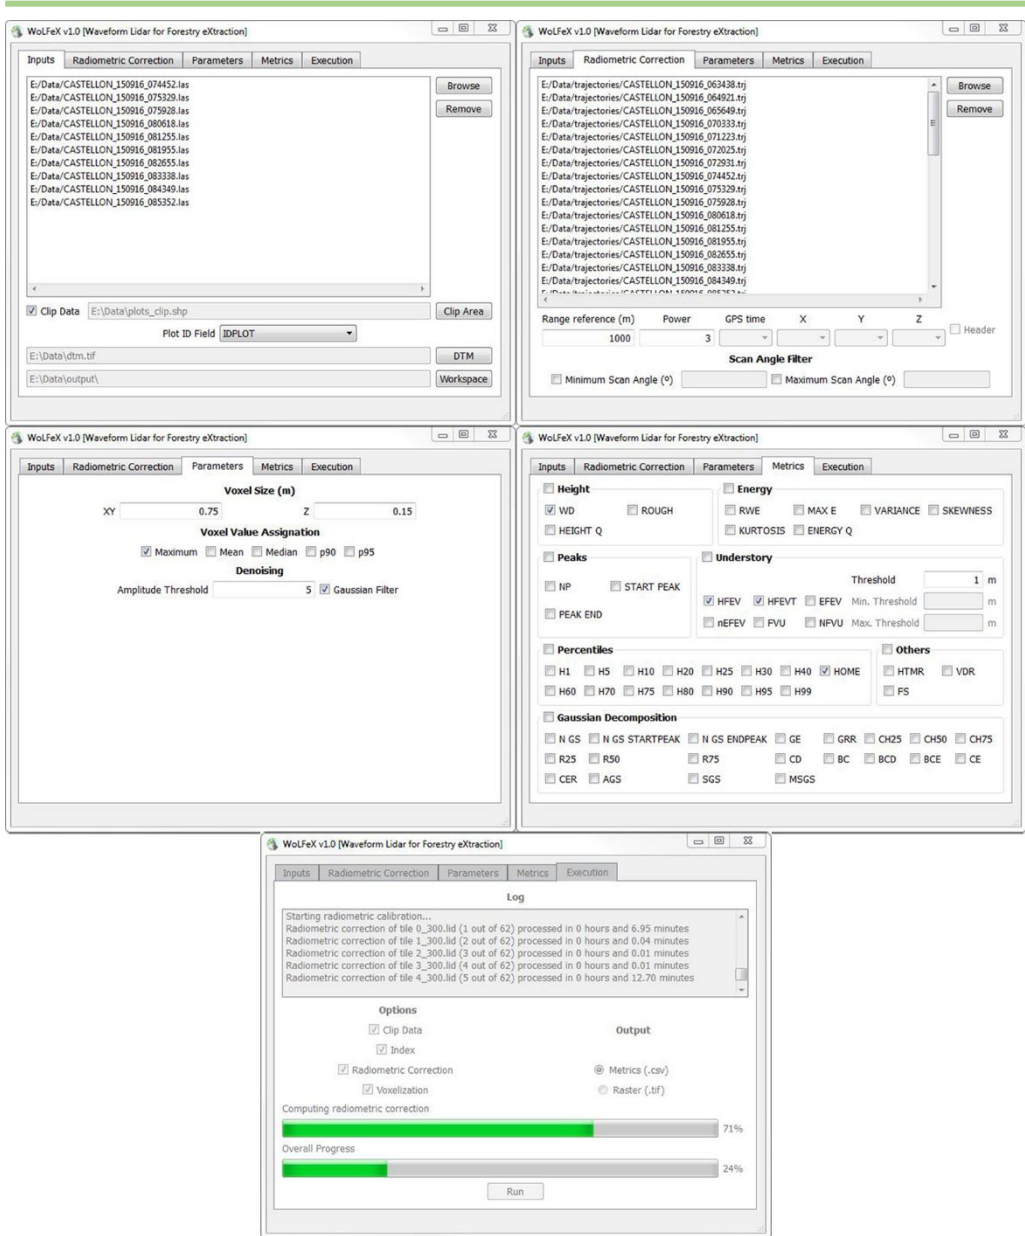 WoLFeX v1.0 [Waveform Lidar for Forestry eXtraction]
Inputs Radiometric Correction Parameters Metrics Execution
E:/Data/CASTELLON_150916_074452.las
E:/Data/CASTELLON_150916_075329.las
E:/Data/CASTELLON_150916_075928.las
E:/Data/CASTELLON_150916_080618.las
E:/Data/CASTELLON_150916_081255.las
E:/Data/CASTELLON_150916_081955.las
E:/Data/CASTELLON_150916_082655.las
E:/Data/CASTELLON_150916_083338.las
E:/Data/CASTELLON_150916_084349.las
E:/Data/CASTELLON_150916_085352.las
Browse
Remove
Clip Data E:\Data\plots_clip.shp Clip Area
Plot ID Field IDPLOT
E:\Data\dtm.tif DTM
E:\Data\output\ Workspace
WoLFeX v1.0 [Waveform Lidar for Forestry eXtraction]
Inputs Radiometric Correction Parameters Metrics Execution
E:/Data/trajectories/CASTELLON_150916_063438.trj
E:/Data/trajectories/CASTELLON_150916_064921.trj
E:/Data/trajectories/CASTELLON_150916_065649.trj
E:/Data/trajectories/CASTELLON_150916_070333.trj
E:/Data/trajectories/CASTELLON_150916_071223.trj
E:/Data/trajectories/CASTELLON_150916_072025.trj
E:/Data/trajectories/CASTELLON_150916_072931.trj
E:/Data/trajectories/CASTELLON_150916_074452.trj
E:/Data/trajectories/CASTELLON_150916_075329.trj
E:/Data/trajectories/CASTELLON_150916_075928.trj
E:/Data/trajectories/CASTELLON_150916_080618.trj
E:/Data/trajectories/CASTELLON_150916_081255.trj
E:/Data/trajectories/CASTELLON_150916_081955.trj
E:/Data/trajectories/CASTELLON_150916_082655.trj
E:/Data/trajectories/CASTELLON_150916_083338.trj
E:/Data/trajectories/CASTELLON_150916_084349.trj
Browse
Remove
Range reference (m) Power GPS time X Y Z
1000 3 Header
Scan Angle Filter
Minimum Scan Angle (º) Maximum Scan Angle (º)
WoLFeX v1.0 [Waveform Lidar for Forestry eXtraction]
Inputs Radiometric Correction Parameters Metrics Execution
Voxel Size (m)
XY 0.75 Z 0.15
Voxel Value Assignation
Maximum Mean Median p90 p95
Denoising
Amplitude Threshold 5 Gaussian Filter
WoLFeX v1.0 [Waveform Lidar for Forestry eXtraction]
Inputs Radiometric Correction Parameters Metrics Execution
Height
WD ROUGH
HEIGHT Q
Energy
RWE MAX E VARIANCE SKEWNESS
KURTOSIS ENERGY Q
Peaks
NP START PEAK
PEAK END
Understory
Threshold 1 m
HFEV HFEVT EFEV Min. Threshold m
nEFEV FVU NFVU Max. Threshold m
Percentiles
H1 H5 H10 H20 H25 H30 H40 HOME
H60 H70 H75 H80 H90 H95 H99
Others
HTMR VDR
FS
Gaussian Decomposition
N GS N GS STARTPEAK N GS ENDPEAK GE GRR CH25 CH50 CH75
R25 R50 R75 CD BC BCD BCE CE
CER AGS SGS MSGS
WoLFeX v1.0 [Waveform Lidar for Forestry eXtraction]
Inputs Radiometric Correction Parameters Metrics Execution
Log
Starting radiometric calibration...
Radiometric correction of tile 0_300.lid (1 out of 62) processed in 0 hours and 6.95 minutes
Radiometric correction of tile 1_300.lid (2 out of 62) processed in 0 hours and 0.04 minutes
Radiometric correction of tile 2_300.lid (3 out of 62) processed in 0 hours and 0.01 minutes
Radiometric correction of tile 3_300.lid (4 out of 62) processed in 0 hours and 0.01 minutes
Radiometric correction of tile 4_300.lid (5 out of 62) processed in 0 hours and 12.70 minutes
Options
Clip Data
Index
Radiometric Correction
Voxelization
Output
Metrics (.csv)
Raster (.tif)
Computing radiometric correction
71%
Overall Progress
24%
Run